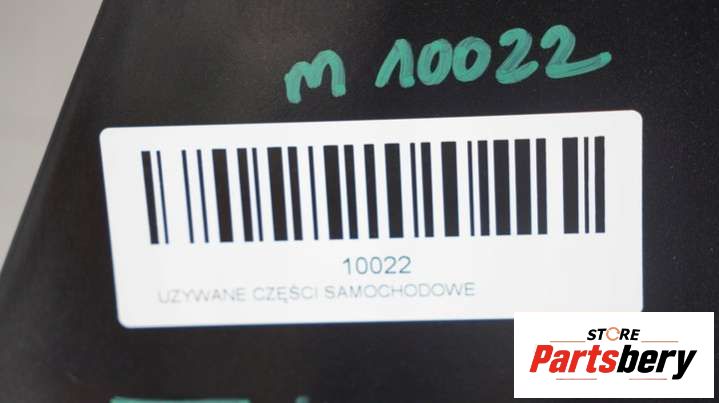 m 10022
10022
UZYWANE CZĘŚCI SAMOCHODOWE
STORE
Partsbery